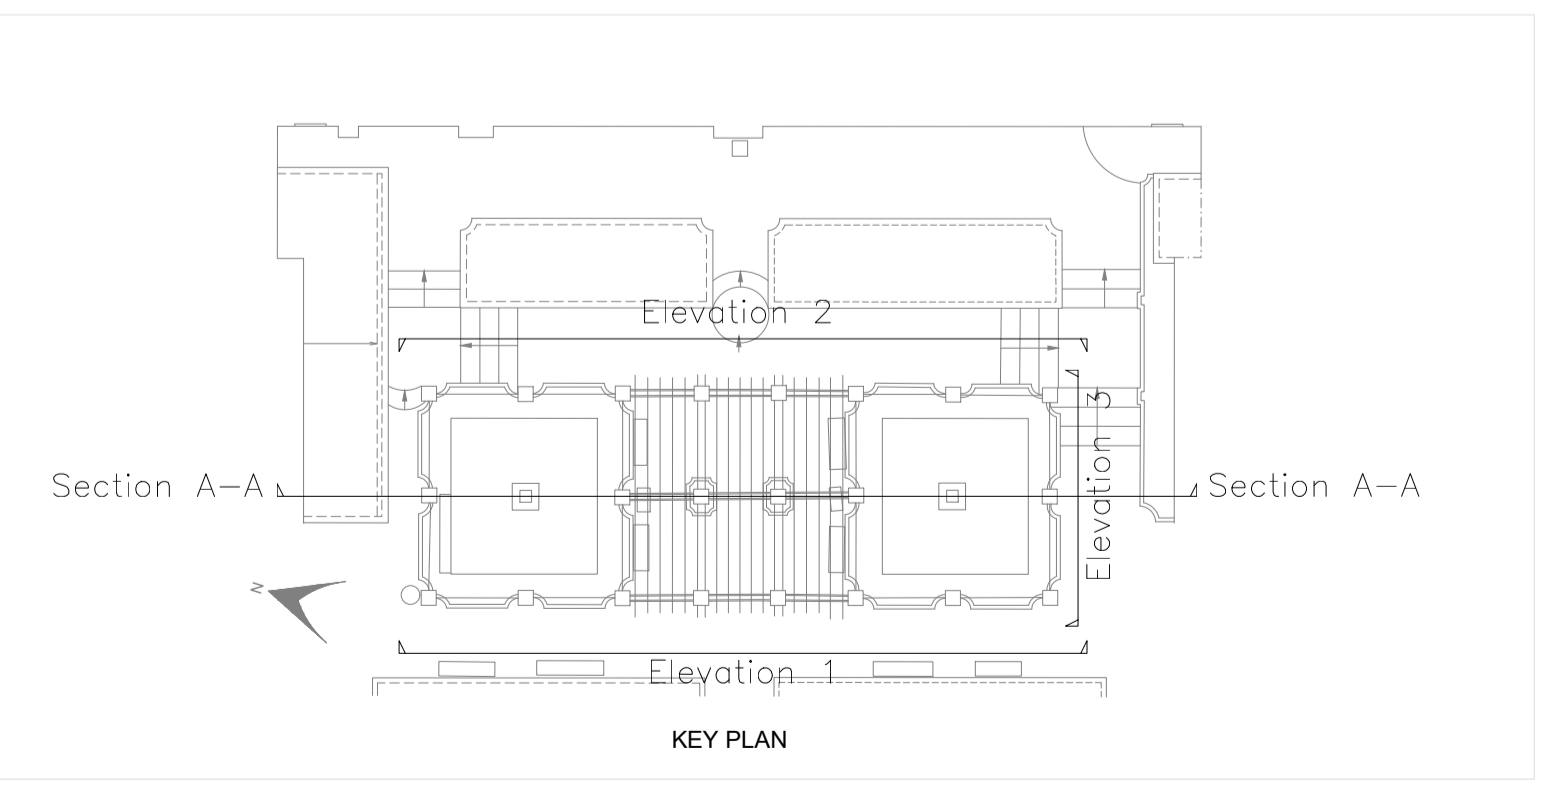 Elevation 2
Elevation 3
Section A-A
Section A-A
N
Elevation 1
KEY PLAN